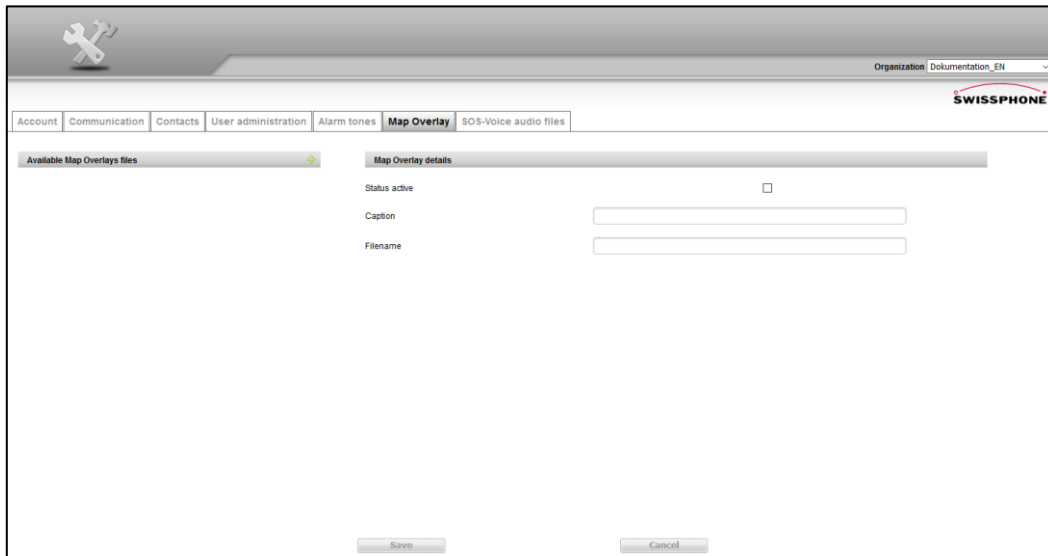 Organization Dokumentation_EN
SWISSPHONE
Account Communication Contacts User administration Alarm tones Map Overlay SOS-Voice audio files
Available Map Overlays files Map Overlay details
Status active
Caption
Filename
Save Cancel